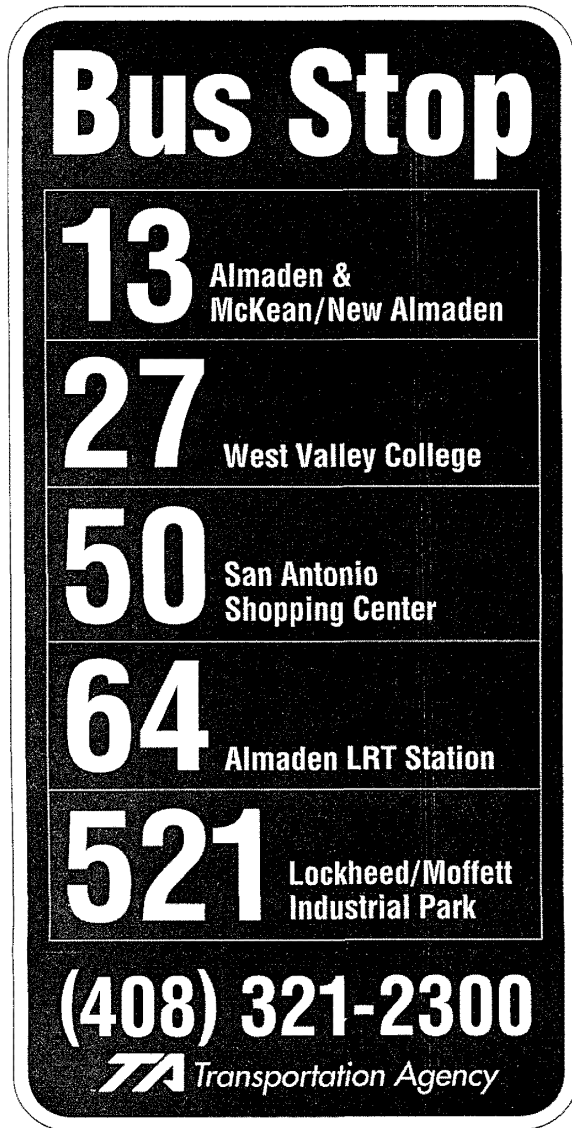 Bus Stop
13 Almaden &
McKean/New Almaden
27 West Valley College
50 San Antonio
Shopping Center
64 Almaden LRT Station
521 Lockheed/Moffett
Industrial Park
(408) 321-2300
TA Transportation Agency